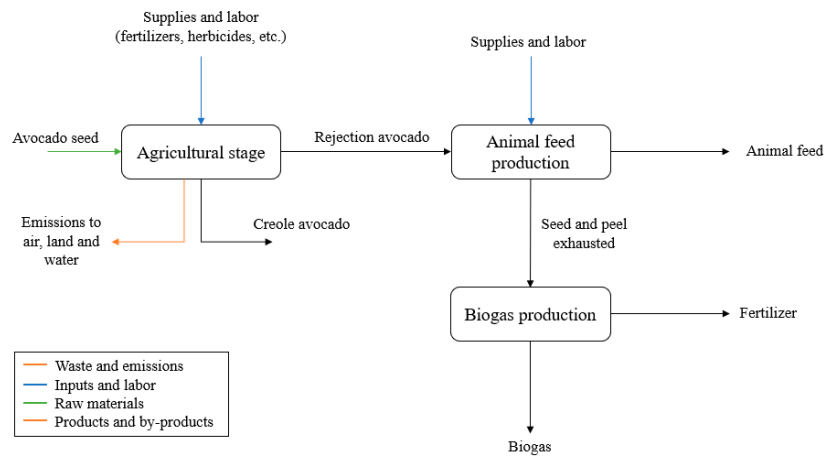 Supplies and labor
(fertilizers, herbicides, etc.)
Supplies and labor
Avocado seed
Agricultural stage
Rejection avocado
Animal feed
production
Animal feed
Emissions to
air, land and
water
Creole avocado
Seed and peel
exhausted
Biogas production
Fertilizer
Waste and emissions
Inputs and labor
Raw materials
Products and by-products
Biogas